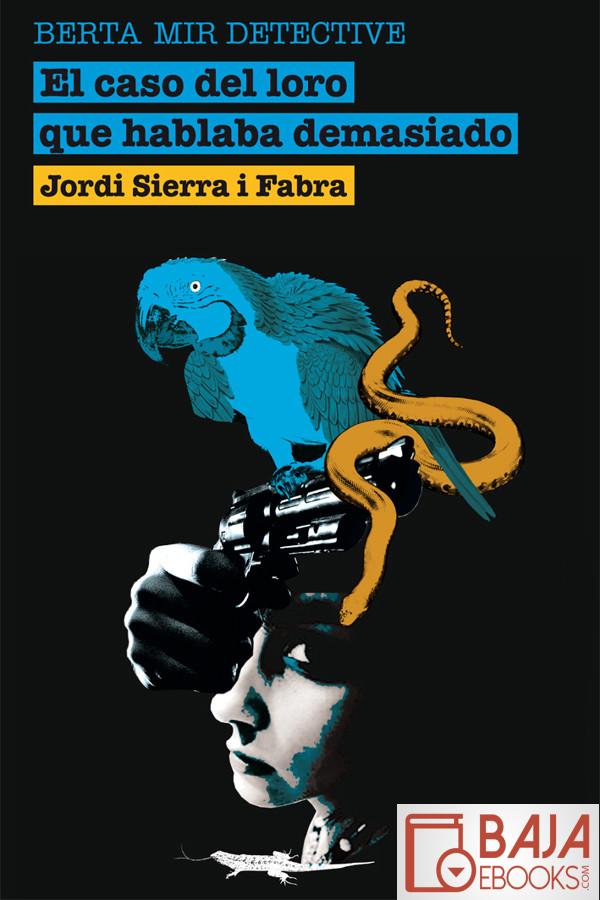 BERTA MIR DETECTIVE
El caso del loro
que hablaba demasiado
Jordi Sierra i Fabra
BAJA
EBOOKS.COM